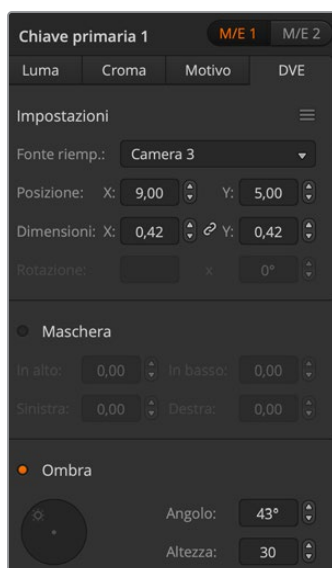 Chiave primaria 1 M/E 1 M/E 2
Luma Croma Motivo DVE
Impostazioni
Fonte riemp.: Camera 3
Posizione: X: 9,00 Y: 5,00
Dimensioni: X: 0,42 Y: 0,42
Rotazione: x 0°
Maschera
In alto: 0,00 In basso: 0,00
Sinistra: 0,00 Destra: 0,00
Ombra
Angolo: 43°
Altezza: 30